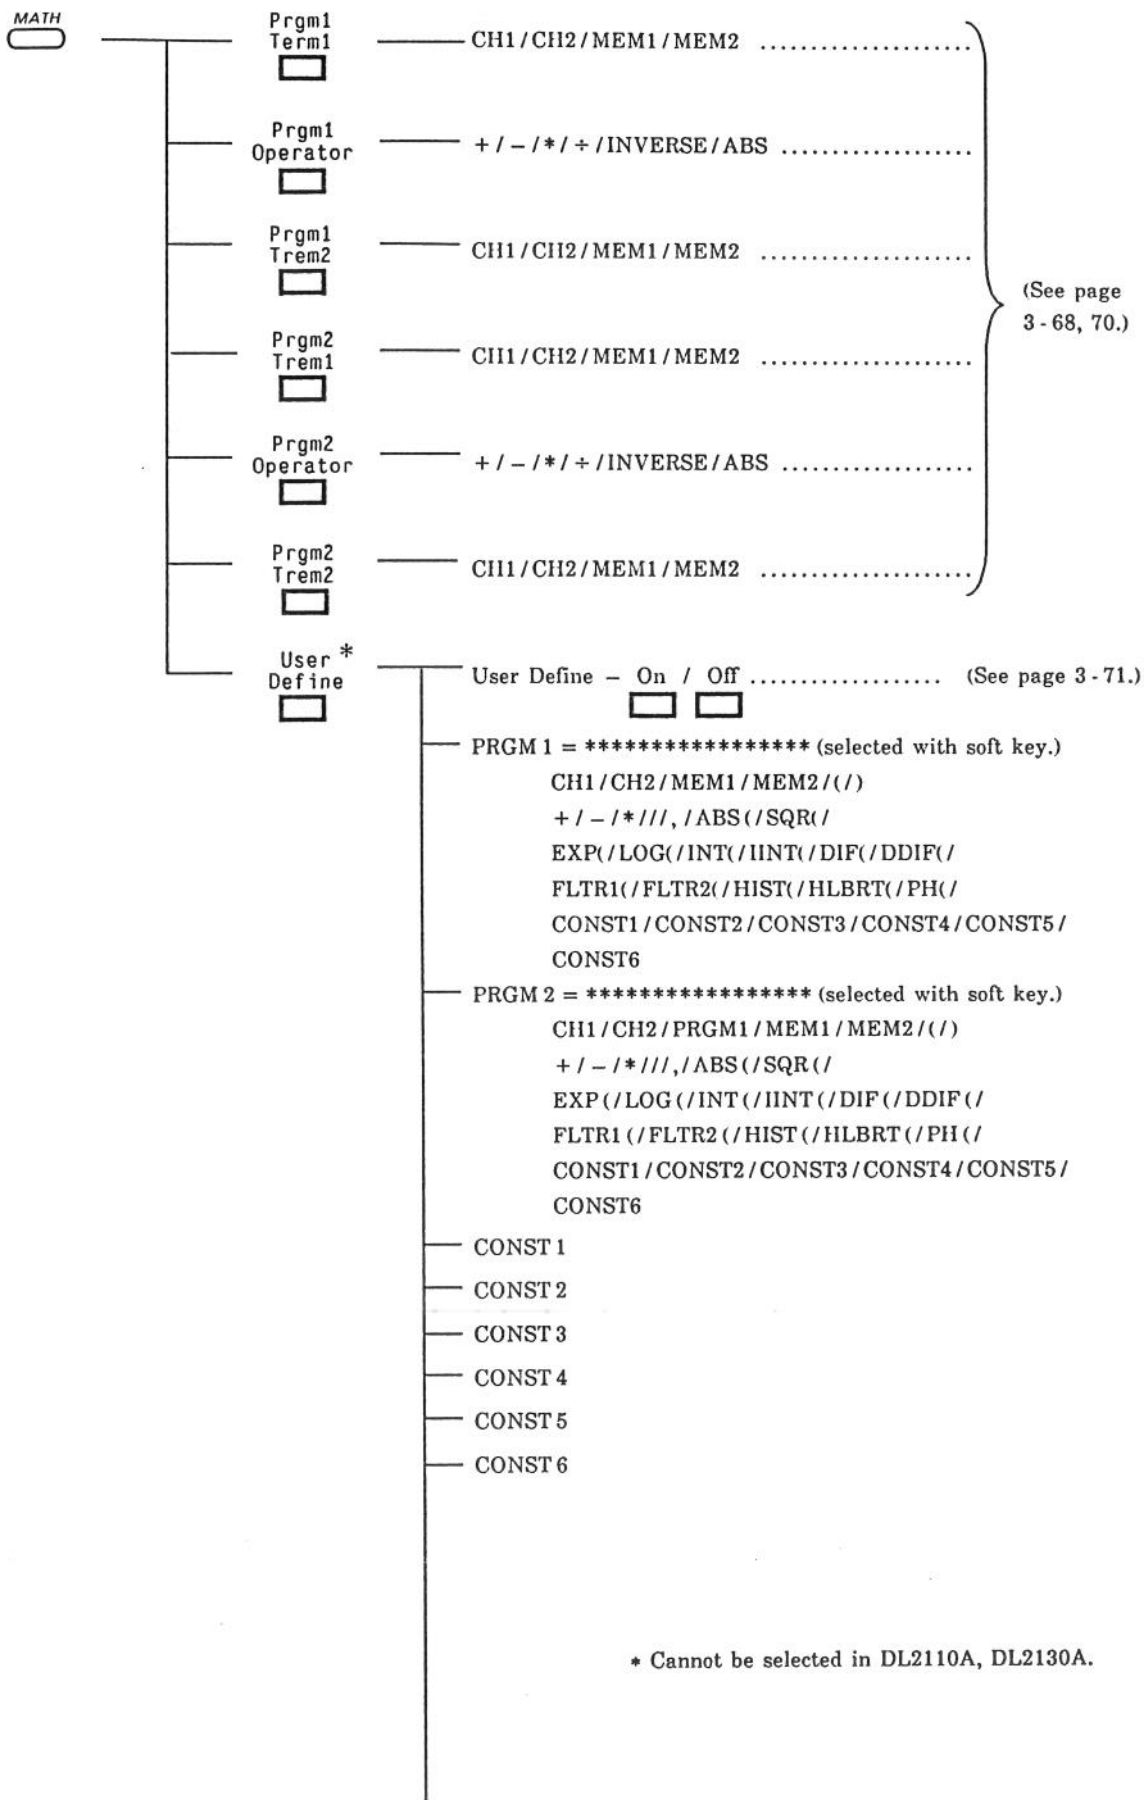 MATH
Prgm1
Term1
CH1/CH2/MEM1/MEM2 ......................
Prgm1
Operator
+/–/*/÷/INVERSE/ABS ....................
Prgm1
Trem2
CH1/CH2/MEM1/MEM2 ......................
(See page
3-68, 70.)
Prgm2
Trem1
CH1/CH2/MEM1/MEM2 ......................
Prgm2
Operator
+/–/*/÷/INVERSE/ABS ....................
Prgm2
Trem2
CH1/CH2/MEM1/MEM2 ......................
User *
Define
User Define – On / Off ................... (See page 3-71.)
PRGM 1 = ***************** (selected with soft key.)
CH1/CH2/MEM1/MEM2/(/)
+/–/*///, /ABS(/SQR(/
EXP(/LOG(/INT(/IINT(/DIF(/DDIF(/
FLTR1(/FLTR2(/HIST(/HLBRT(/PH(/
CONST1/CONST2/CONST3/CONST4/CONST5/
CONST6
PRGM 2 = ***************** (selected with soft key.)
CH1/CH2/PRGM1/MEM1/MEM2/(/)
+/–/*///,/ABS(/SQR(/
EXP(/LOG(/INT(/IINT(/DIF(/DDIF(/
FLTR1(/FLTR2(/HIST(/HLBRT(/PH(/
CONST1/CONST2/CONST3/CONST4/CONST5/
CONST6
CONST 1
CONST 2
CONST 3
CONST 4
CONST 5
CONST 6
* Cannot be selected in DL2110A, DL2130A.